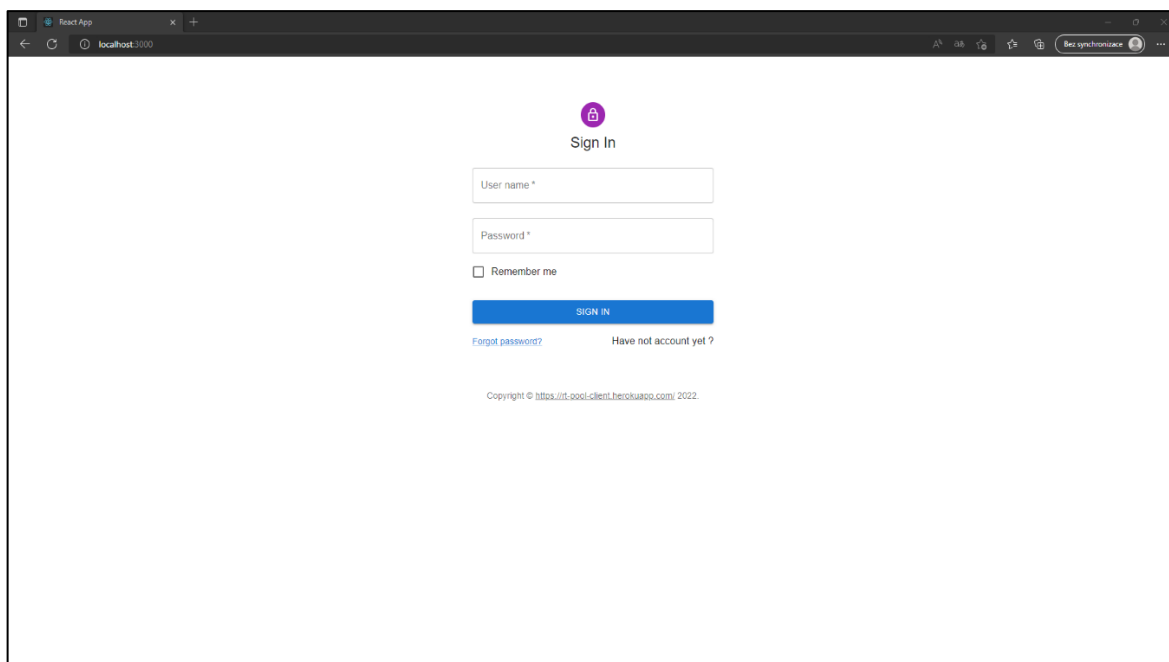 React App
localhost:3000
Bez synchronizace
Sign In
User name *
Password *
Remember me
SIGN IN
Forgot password? Have not account yet ?
Copyright © https://rt-pool-client.herokuapp.com/ 2022.